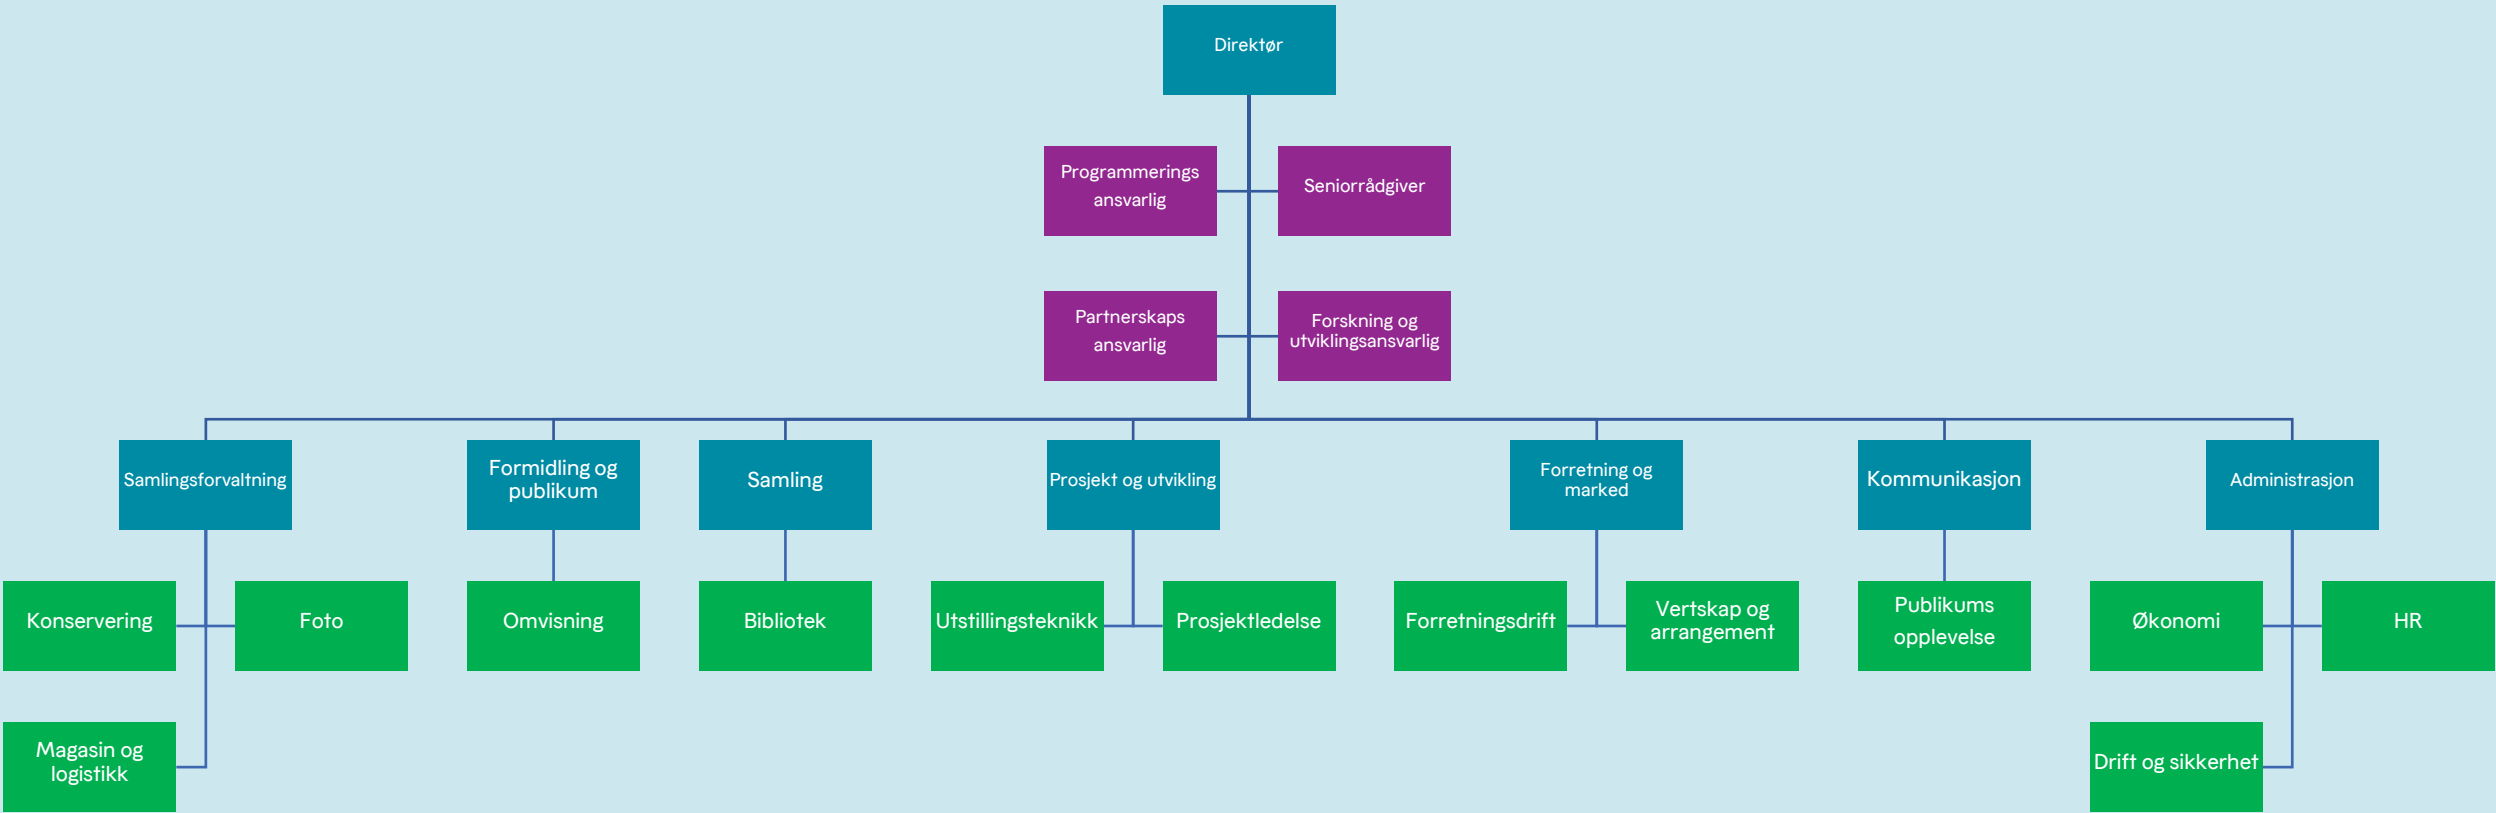 Direktør
Programmerings
ansvarlig
Seniorrådgiver
Partnerskaps
ansvarlig
Forskning og
utviklingsansvarlig
Samlingsforvaltning
Formidling og
publikum
Samling
Prosjekt og utvikling
Forretning og
marked
Kommunikasjon
Administrasjon
Konservering
Foto
Omvisning
Bibliotek
Utstillingsteknikk
Prosjektledelse
Forretningsdrift
Vertskap og
arrangement
Publikums
opplevelse
Økonomi
HR
Magasin og
logistikk
Drift og sikkerhet